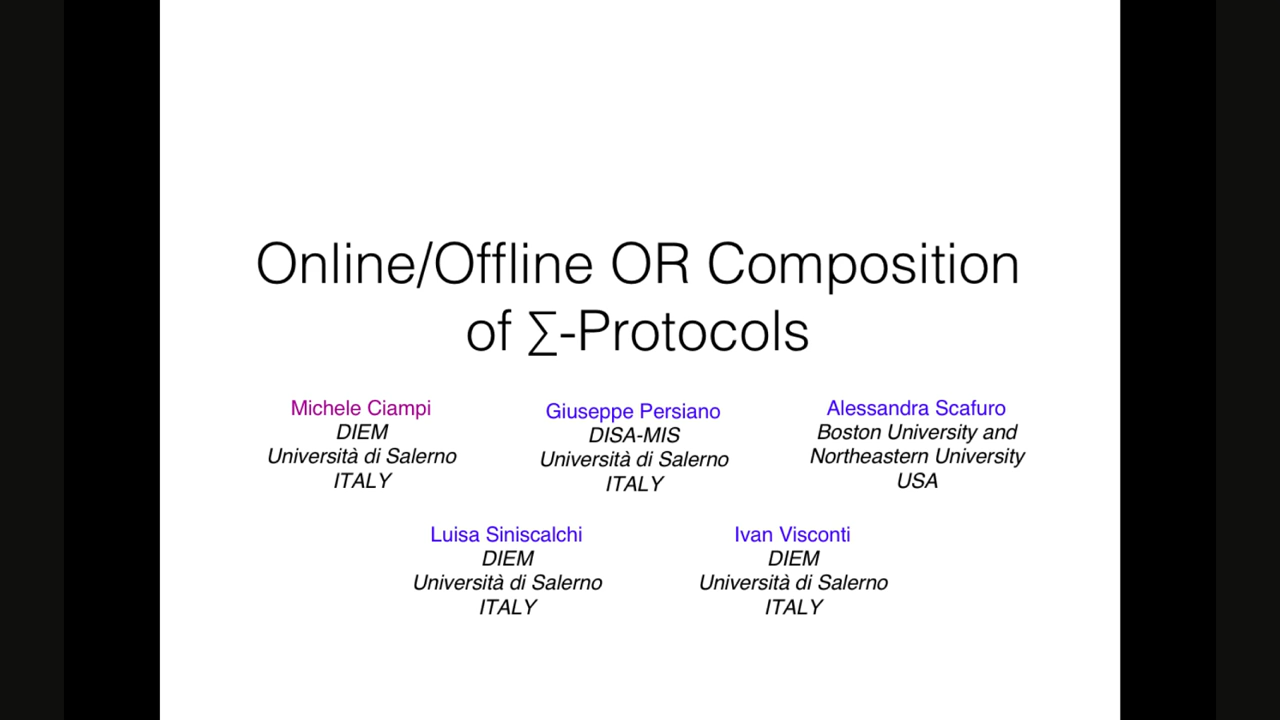 Online/Offline OR Composition
of ∑-Protocols
Michele Ciampi
DIEM
Università di Salerno
ITALY
Giuseppe Persiano
DISA-MIS
Università di Salerno
ITALY
Alessandra Scafuro
Boston University and
Northeastern University
USA
Luisa Siniscalchi
DIEM
Università di Salerno
ITALY
Ivan Visconti
DIEM
Università di Salerno
ITALY